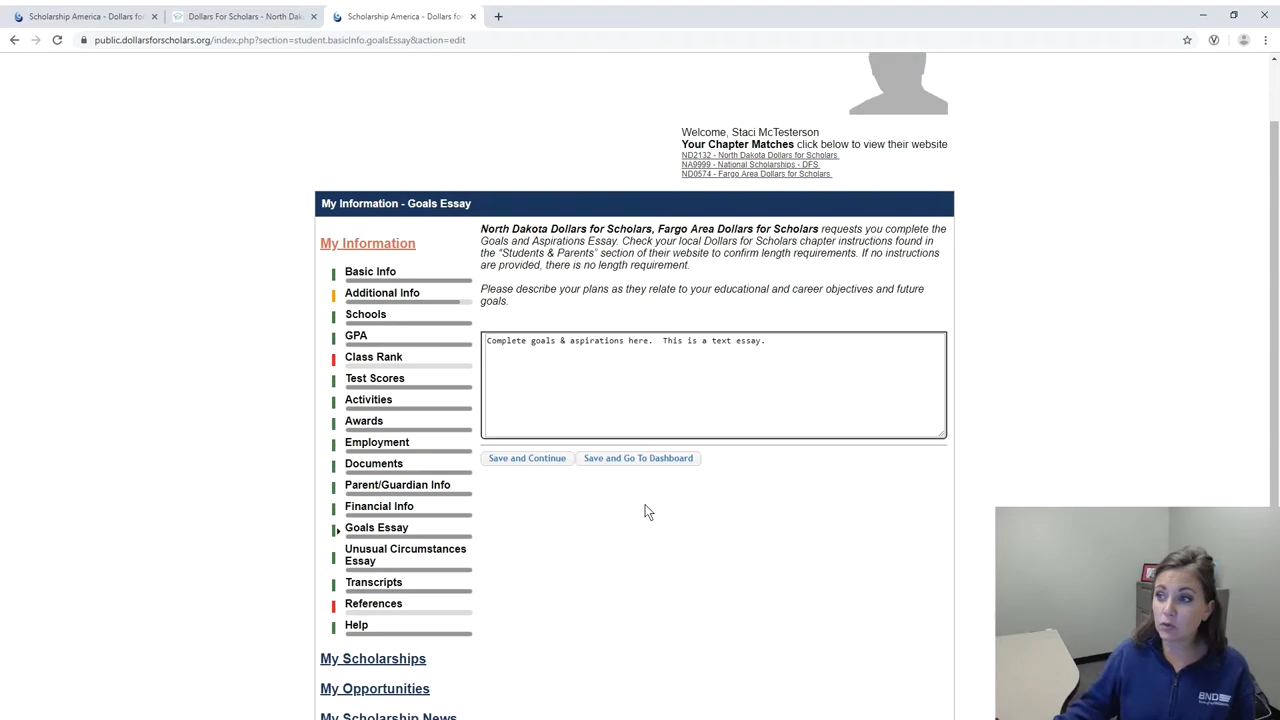 Scholarship America - Dollars for
Dollars For Scholars - North Dak
Scholarship America - Dollars for
public.dollarsforscholars.org/index.php?section=student.basicInfo.goalsEssay&action=edit
Welcome, Staci McTesterson
Your Chapter Matches click below to view their website
ND2132 - North Dakota Dollars for Scholars
NA9999 - National Scholarships - DFS
ND0574 - Fargo Area Dollars for Scholars
My Information - Goals Essay
My Information
Basic Info
Additional Info
Schools
GPA
Class Rank
Test Scores
Activities
Awards
Employment
Documents
Parent/Guardian Info
Financial Info
Goals Essay
Unusual Circumstances
Essay
Transcripts
References
Help
My Scholarships
My Opportunities
My Scholarship News
North Dakota Dollars for Scholars, Fargo Area Dollars for Scholars requests you complete the
Goals and Aspirations Essay. Check your local Dollars for Scholars chapter instructions found in
the "Students & Parents" section of their website to confirm length requirements. If no instructions
are provided, there is no length requirement.
Please describe your plans as they relate to your educational and career objectives and future
goals.
Complete goals & aspirations here. This is a text essay.
Save and Continue
Save and Go To Dashboard
BND